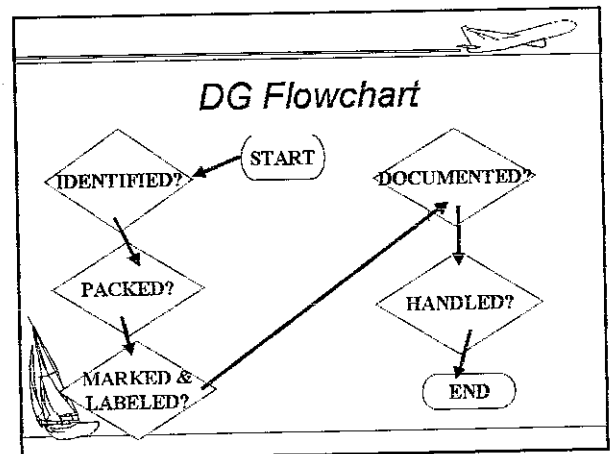 DG Flowchart
START
IDENTIFIED?
PACKED?
MARKED &
LABELED?
DOCUMENTED?
HANDLED?
END